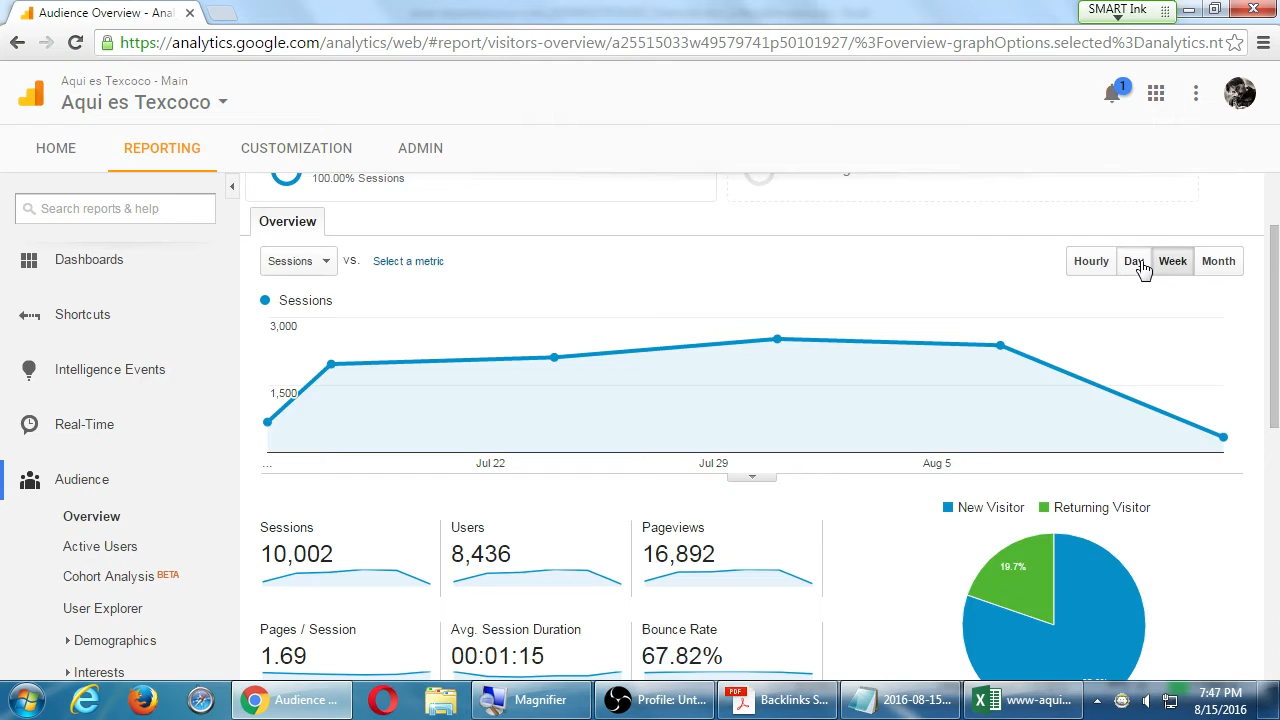 Audience Overview - Anal
SMART Ink
https://analytics.google.com/analytics/web/#report/visitors-overview/a25515033w49579741p50101927/%3Foverview-graphOptions.selected%3Danalytics.nt
Aqui es Texcoco - Main
Aqui es Texcoco
1
HOME
REPORTING
CUSTOMIZATION
ADMIN
100.00% Sessions
Search reports & help
Overview
Dashboards
Sessions
VS.
Select a metric
Hourly
Day
Week
Month
Sessions
Shortcuts
3,000
Intelligence Events
1,500
Real-Time
...
Jul 22
Jul 29
Aug 5
Audience
Overview
Active Users
Cohort Analysis BETA
User Explorer
Demographics
Interests
New Visitor
Returning Visitor
Sessions
10,002
Users
8,436
Pageviews
16,892
19.7%
Pages / Session
1.69
Avg. Session Duration
00:01:15
Bounce Rate
67.82%
Audience ...
Magnifier
Profile: Unt...
PDF
Backlinks S...
2016-08-15...
www-aqui...
7:47 PM
8/15/2016